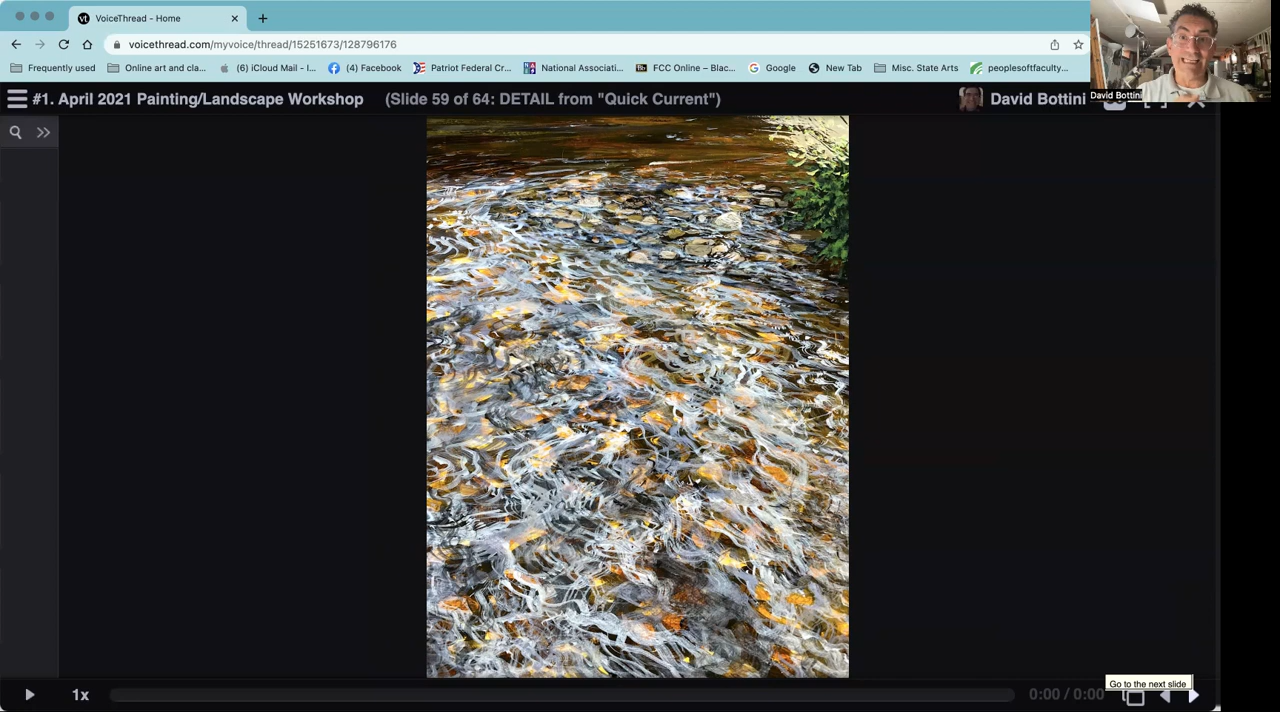 vt VoiceThread - Home
voicethread.com/myvoice/thread/15251673/128796176
Frequently used Online art and cla... (6) iCloud Mail - I... (4) Facebook Patriot Federal Cr... National Associati... FCC Online – Blac... Google New Tab Misc. State Arts peoplesoftfaculty...
David Bottini
#1. April 2021 Painting/Landscape Workshop (Slide 59 of 64: DETAIL from "Quick Current") David Bottini
Go to the next slide
1x 0:00 / 0:00